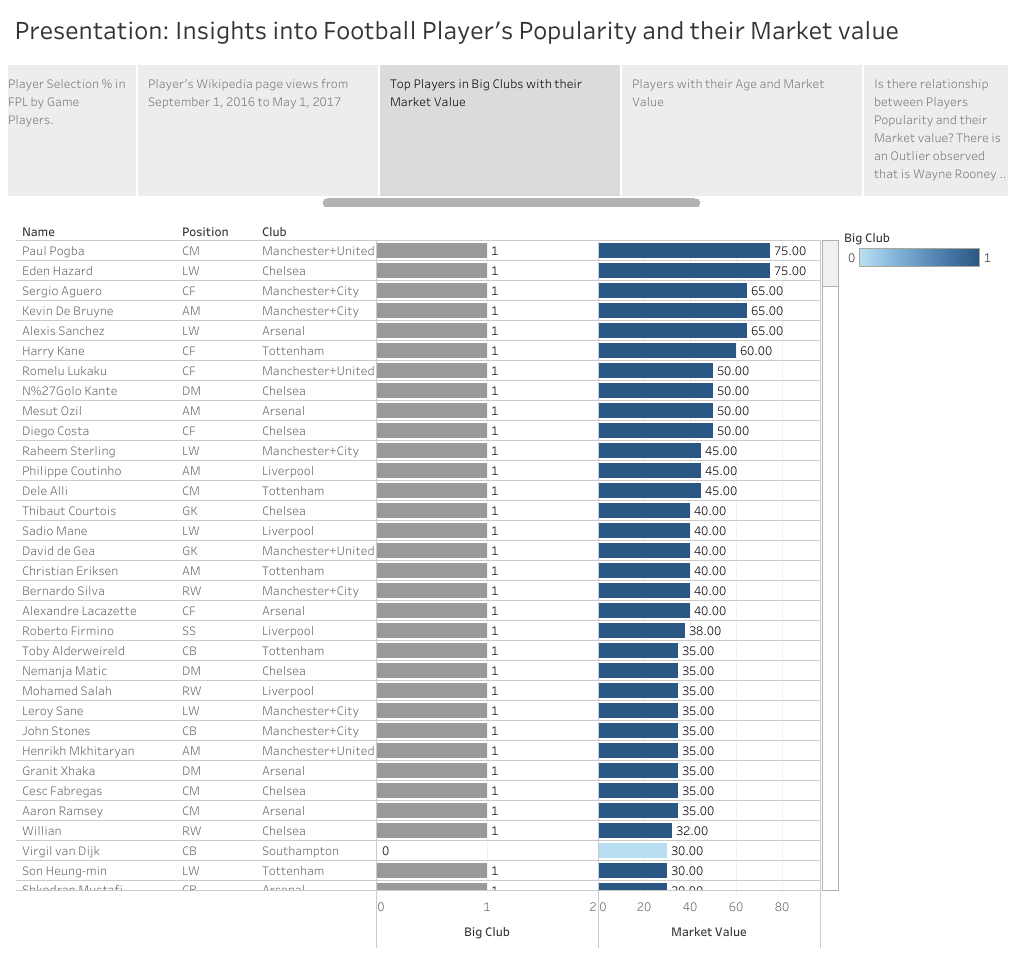 Presentation: Insights into Football Player's Popularity and their Market value
Player Selection % in
FPL by Game
Players.
Player's Wikipedia page views from
September 1, 2016 to May 1, 2017
Top Players in Big Clubs with their
Market Value
Players with their Age and Market
Value
Is there relationship
between Players
Popularity and their
Market value? There is
an Outlier observed
that is Wayne Rooney ..
Name Position Club
Paul Pogba CM Manchester+United 1 75.00
Eden Hazard LW Chelsea 1 75.00
Sergio Aguero CF Manchester+City 1 65.00
Kevin De Bruyne AM Manchester+City 1 65.00
Alexis Sanchez LW Arsenal 1 65.00
Harry Kane CF Tottenham 1 60.00
Romelu Lukaku CF Manchester+United 1 50.00
N%27Golo Kante DM Chelsea 1 50.00
Mesut Ozil AM Arsenal 1 50.00
Diego Costa CF Chelsea 1 50.00
Raheem Sterling LW Manchester+City 1 45.00
Philippe Coutinho AM Liverpool 1 45.00
Dele Alli CM Tottenham 1 45.00
Thibaut Courtois GK Chelsea 1 40.00
Sadio Mane LW Liverpool 1 40.00
David de Gea GK Manchester+United 1 40.00
Christian Eriksen AM Tottenham 1 40.00
Bernardo Silva RW Manchester+City 1 40.00
Alexandre Lacazette CF Arsenal 1 40.00
Roberto Firmino SS Liverpool 1 38.00
Toby Alderweireld CB Tottenham 1 35.00
Nemanja Matic DM Chelsea 1 35.00
Mohamed Salah RW Liverpool 1 35.00
Leroy Sane LW Manchester+City 1 35.00
John Stones CB Manchester+City 1 35.00
Henrikh Mkhitaryan AM Manchester+United 1 35.00
Granit Xhaka DM Arsenal 1 35.00
Cesc Fabregas CM Chelsea 1 35.00
Aaron Ramsey CM Arsenal 1 35.00
Willian RW Chelsea 1 32.00
Virgil van Dijk CB Southampton 0 30.00
Son Heung-min LW Tottenham 1 30.00
Shkodran Mustafi CB Arsenal 1 30.00
0 1 2 0 20 40 60 80
Big Club Market Value
Big Club
0 1